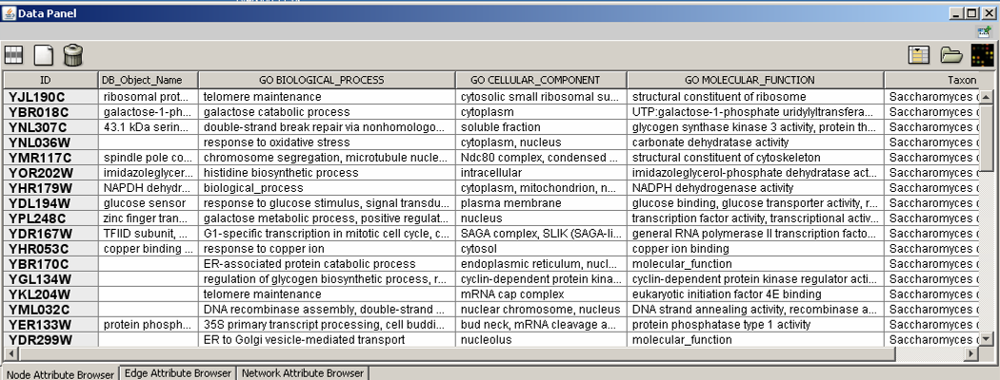 Data Panel
ID DB_Object_Name GO BIOLOGICAL_PROCESS GO CELLULAR_COMPONENT GO MOLECULAR_FUNCTION Taxon
YJL190C ribosomal prot... telomere maintenance cytosolic small ribosomal su... structural constituent of ribosome Saccharomyces c
YBR018C galactose-1-ph... galactose catabolic process cytoplasm UTP:galactose-1-phosphate uridylyltransfera... Saccharomyces c
YNL307C 43.1 kDa serin... double-strand break repair via nonhomologo... soluble fraction glycogen synthase kinase 3 activity, protein th... Saccharomyces c
YNL036W response to oxidative stress cytoplasm, nucleus carbonate dehydratase activity Saccharomyces c
YMR117C spindle pole co... chromosome segregation, microtubule nucle... Ndc80 complex, condensed ... structural constituent of cytoskeleton Saccharomyces c
YOR202W imidazoleglycer... histidine biosynthetic process intracellular imidazoleglycerol-phosphate dehydratase act... Saccharomyces c
YHR179W NAPDH dehydr... biological_process cytoplasm, mitochondrion, n... NADPH dehydrogenase activity Saccharomyces c
YDL194W glucose sensor response to glucose stimulus, signal transdu... plasma membrane glucose binding, glucose transporter activity, r... Saccharomyces c
YPL248C zinc finger tran... galactose metabolic process, positive regulat... nucleus transcription factor activity, transcriptional activ... Saccharomyces c
YDR167W TFIID subunit, ... G1-specific transcription in mitotic cell cycle, c... SAGA complex, SLIK (SAGA-li... general RNA polymerase II transcription facto... Saccharomyces c
YHR053C copper binding ... response to copper ion cytosol copper ion binding Saccharomyces c
YBR170C ER-associated protein catabolic process endoplasmic reticulum, nucl... molecular_function Saccharomyces c
YGL134W regulation of glycogen biosynthetic process, r... cyclin-dependent protein kina... cyclin-dependent protein kinase regulator acti... Saccharomyces c
YKL204W telomere maintenance mRNA cap complex eukaryotic initiation factor 4E binding Saccharomyces c
YML032C DNA recombinase assembly, double-strand ... nuclear chromosome, nucleus DNA strand annealing activity, recombinase a... Saccharomyces c
YER133W protein phosph... 35S primary transcript processing, cell buddi... bud neck, mRNA cleavage a... protein phosphatase type 1 activity Saccharomyces c
YDR299W ER to Golgi vesicle-mediated transport nucleolus molecular_function Saccharomyces c
Node Attribute Browser Edge Attribute Browser Network Attribute Browser